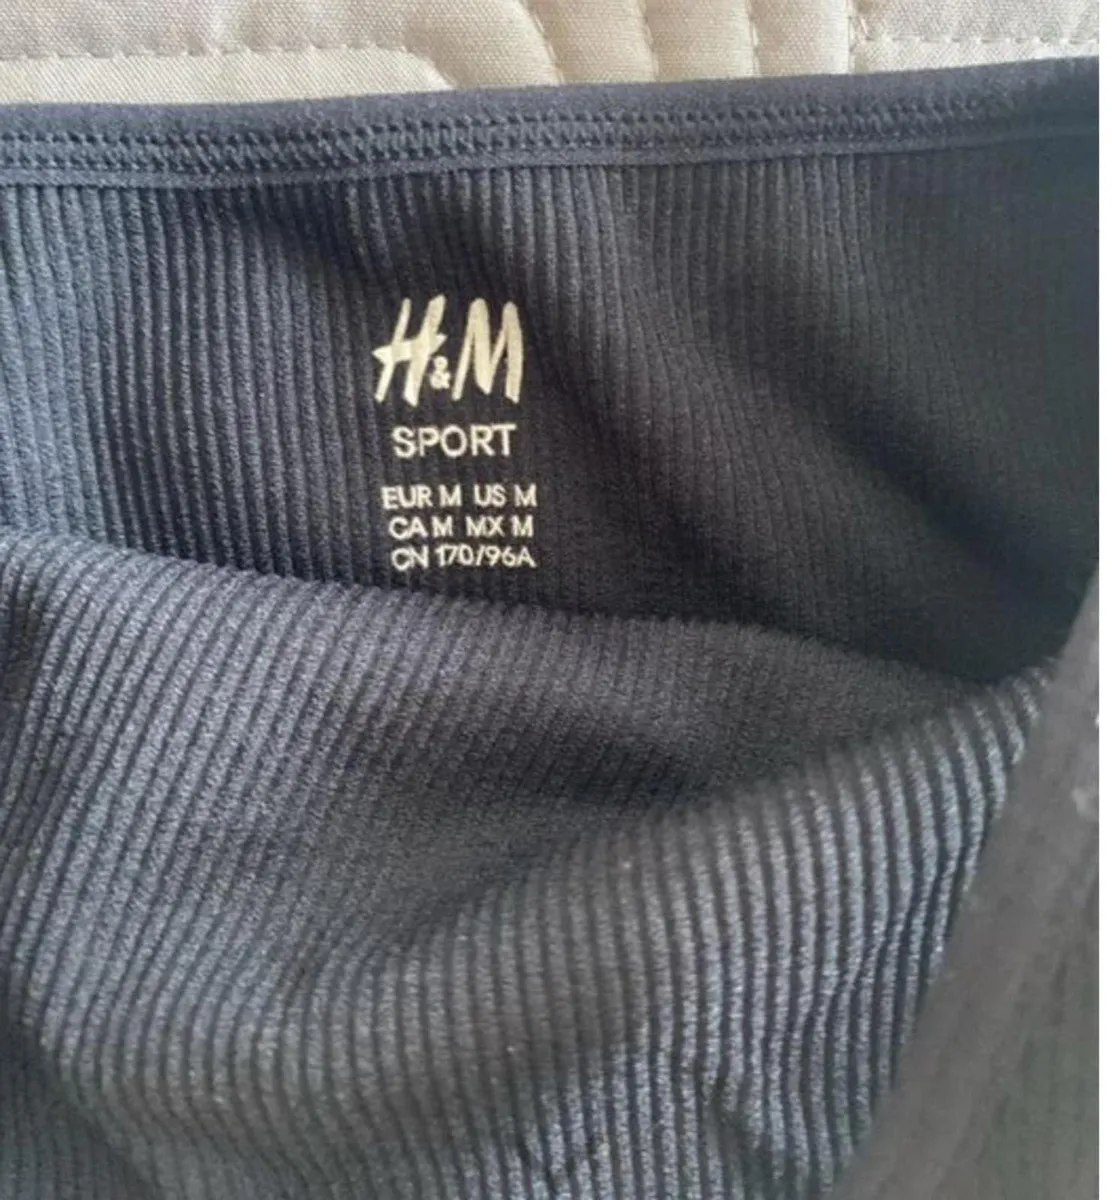 H&M
SPORT
EUR M US M
CA M MX M
CN 170/96A